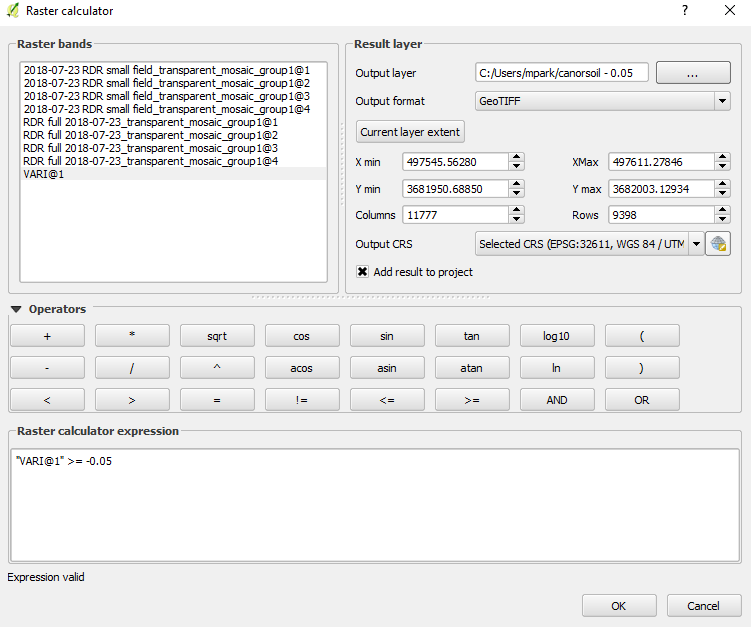 Raster calculator
?
Raster bands
2018-07-23 RDR small field_transparent_mosaic_group1@1
2018-07-23 RDR small field_transparent_mosaic_group1@2
2018-07-23 RDR small field_transparent_mosaic_group1@3
2018-07-23 RDR small field_transparent_mosaic_group1@4
RDR full 2018-07-23_transparent_mosaic_group1@1
RDR full 2018-07-23_transparent_mosaic_group1@2
RDR full 2018-07-23_transparent_mosaic_group1@3
RDR full 2018-07-23_transparent_mosaic_group1@4
VARI@1
Result layer
Output layer C:/Users/mpark/canorsoil - 0.05 ...
Output format GeoTIFF
Current layer extent
X min 497545.56280 XMax 497611.27846
Y min 3681950.68850 Y max 3682003.12934
Columns 11777 Rows 9398
Output CRS Selected CRS (EPSG:32611, WGS 84 / UTM
Add result to project
Operators
+ * sqrt cos sin tan log10 (
- / ^ acos asin atan ln )
< > = != <= >= AND OR
Raster calculator expression
"VARI@1" >= -0.05
Expression valid
OK Cancel